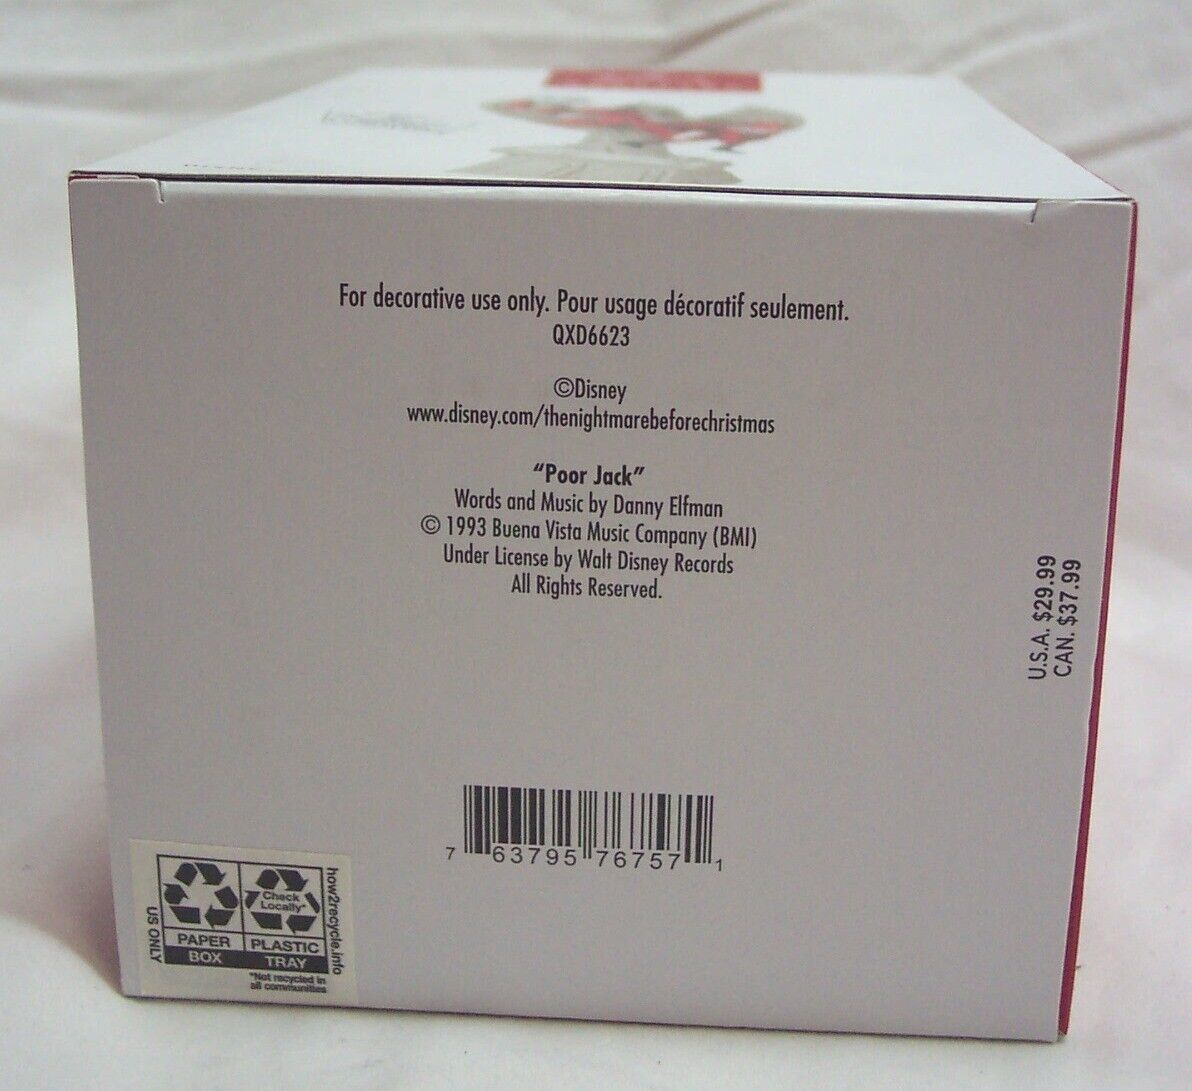 For decorative use only. Pour usage décoratif seulement.
QXD6623
©Disney
www.disney.com/thenightmarebeforechristmas
“Poor Jack”
Words and Music by Danny Elfman
© 1993 Buena Vista Music Company (BMI)
Under License by Walt Disney Records
All Rights Reserved.
U.S.A. $29.99
CAN. $37.99
7 63795 76757 1
US ONLY
Check
Locally*
PAPER
BOX
PLASTIC
TRAY
*Not recycled in
all communities
how2recycle.info